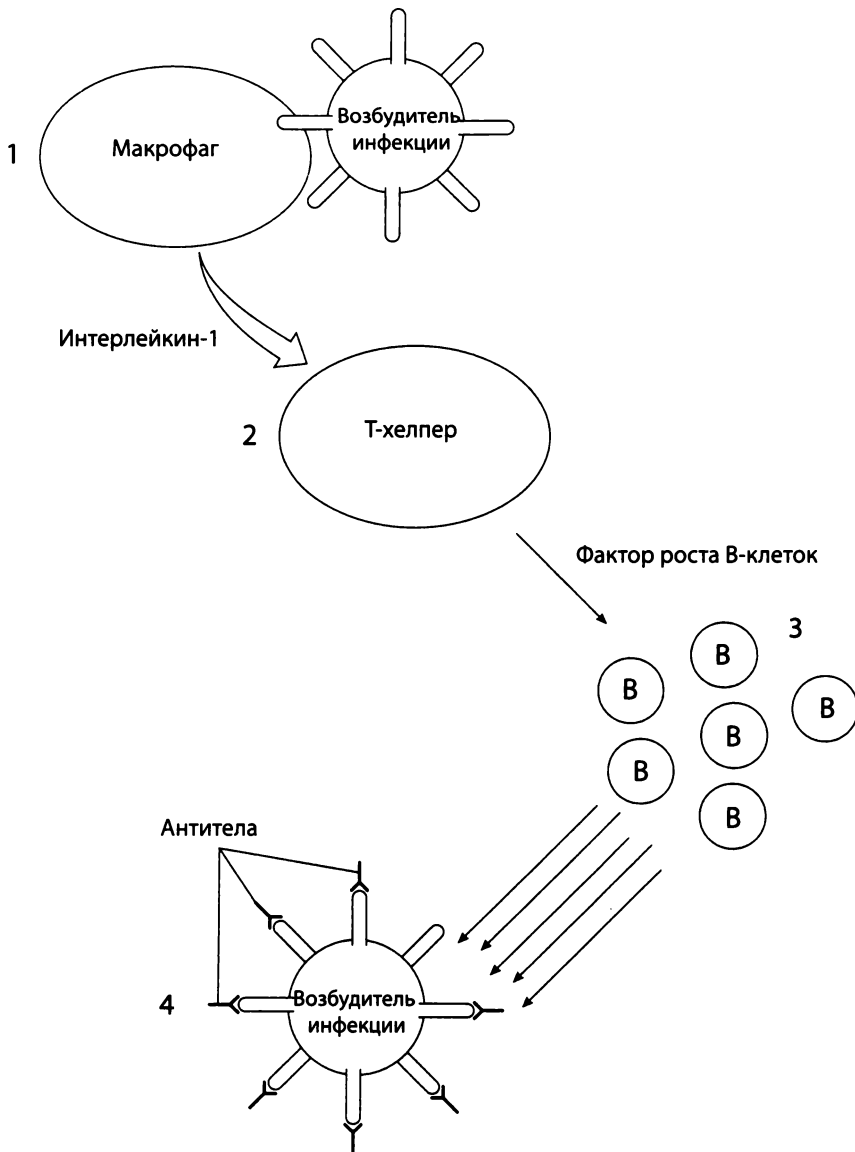 1
Макрофаг
Возбудитель
инфекции
Интерлейкин-1
2
Т-хелпер
Фактор роста В-клеток
3
В
В
В
В
В
В
Антитела
4
Возбудитель
инфекции